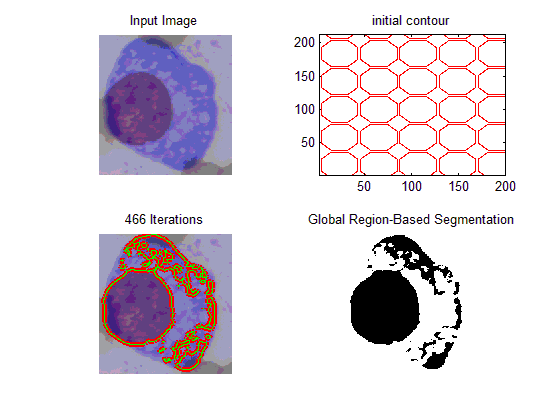 Input Image
initial contour
200
150
100
50
50
100
150
200
466 Iterations
Global Region-Based Segmentation